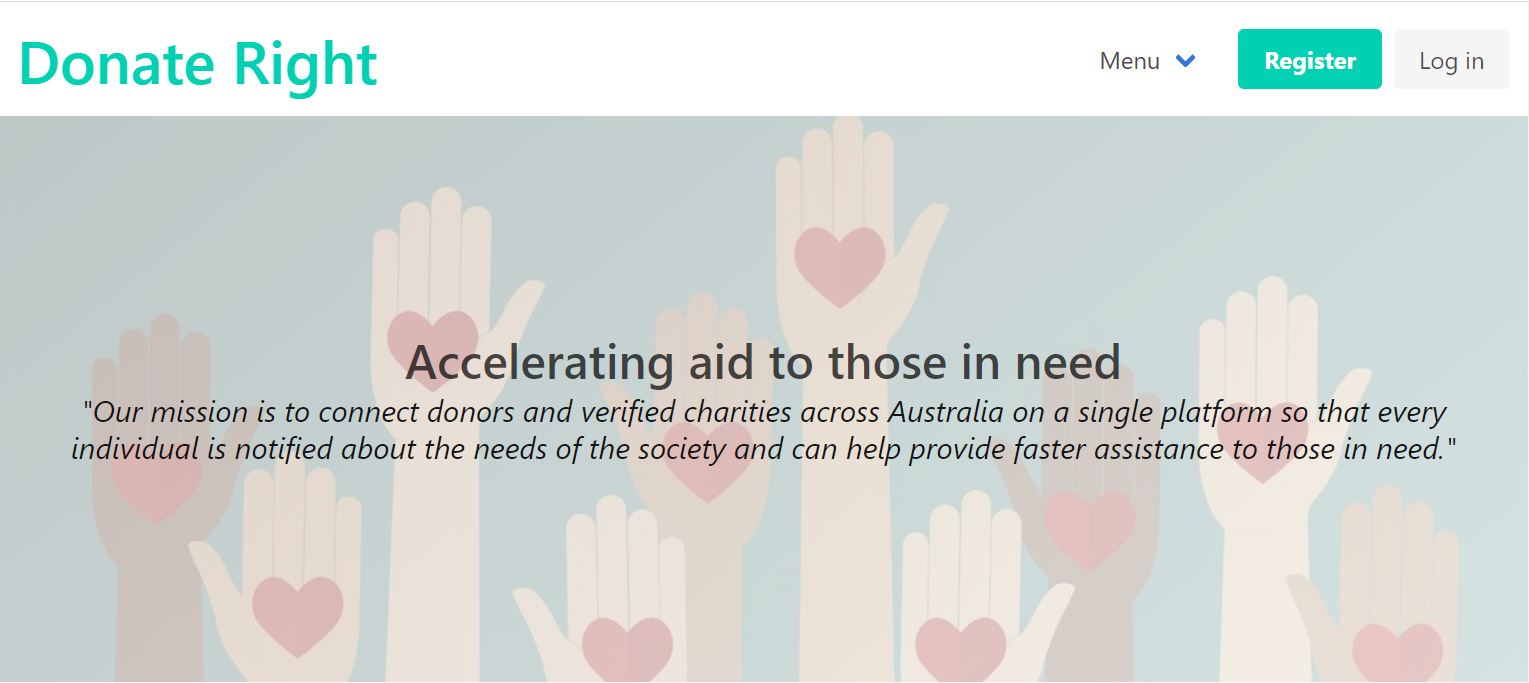 Donate Right
Menu
Register
Log in
Accelerating aid to those in need
"Our mission is to connect donors and verified charities across Australia on a single platform so that every
individual is notified about the needs of the society and can help provide faster assistance to those in need."